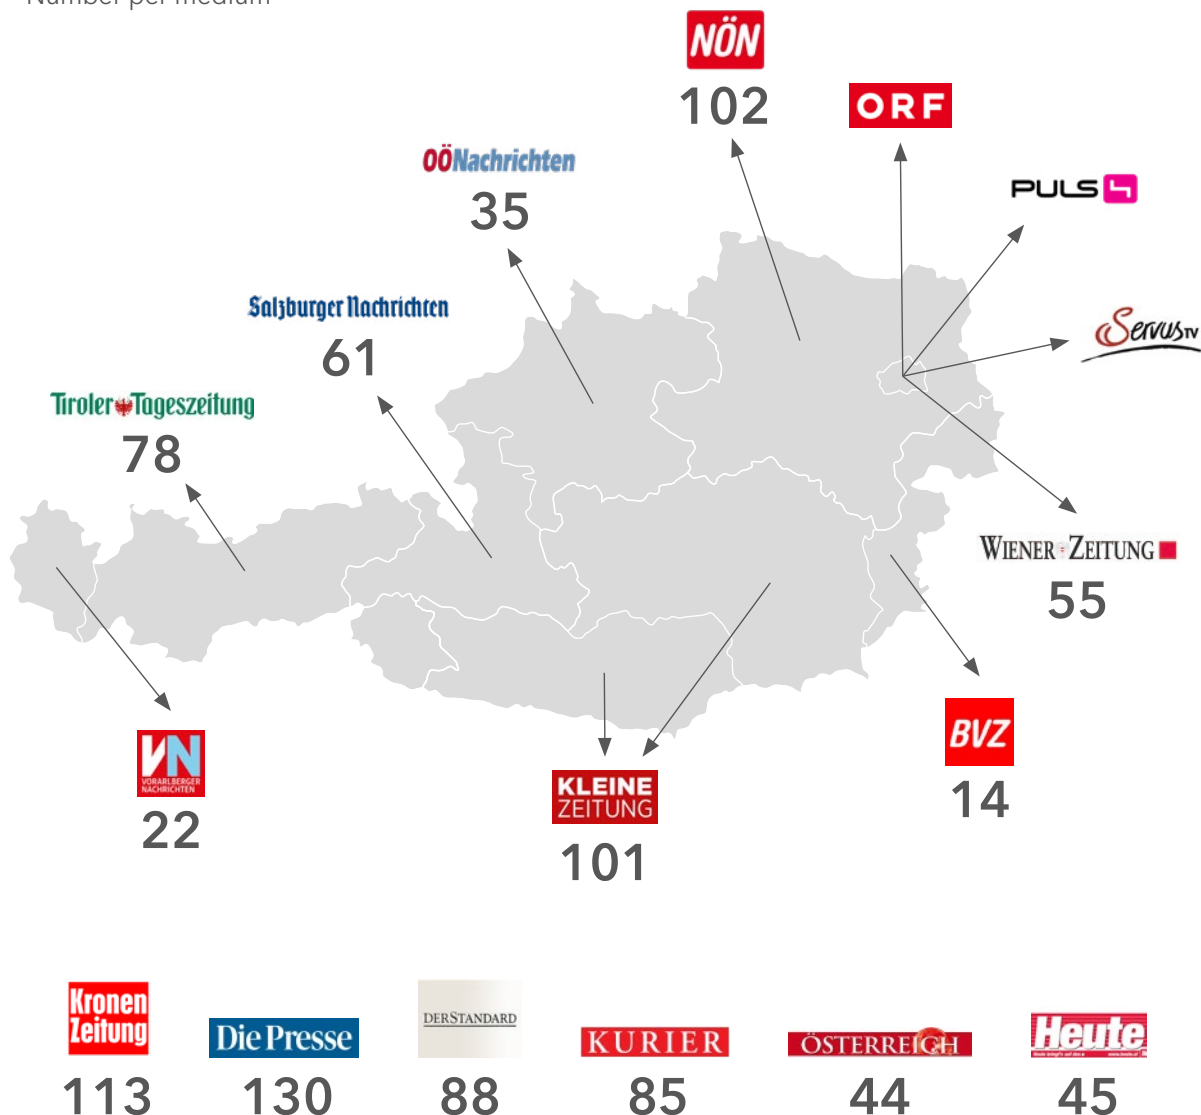 Number per medium
NÖN
102
ORF
OÖNachrichten
35
PULS 4
Salzburger Nachrichten
61
Servus TV
Tiroler Tageszeitung
78
WIENER ZEITUNG
55
BVZ
14
VN
VORARLBERGER
NACHRICHTEN
22
KLEINE
ZEITUNG
101
Kronen
Zeitung
113
Die Presse
130
DERSTANDARD
88
KURIER
85
ÖSTERREICH
44
Heute
45